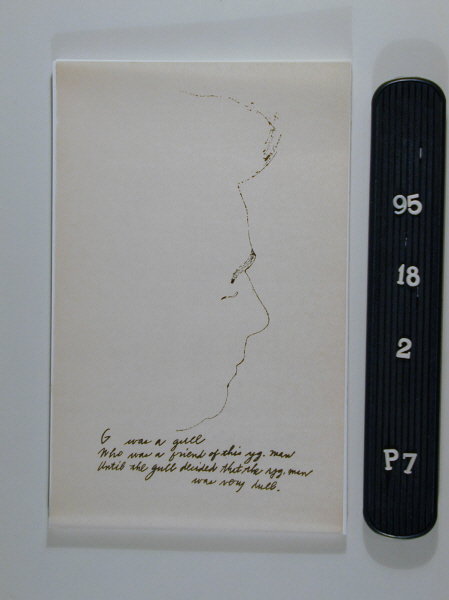 G was a gull
Who was a friend of this yg. man
Until the gull decided that the yg. man
was very dull.
95
18
2
P7